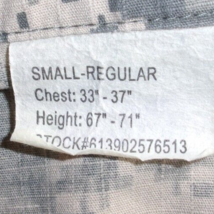 SMALL-REGULAR
Chest: 33" - 37"
Height: 67" - 71"
STOCK#613902576513